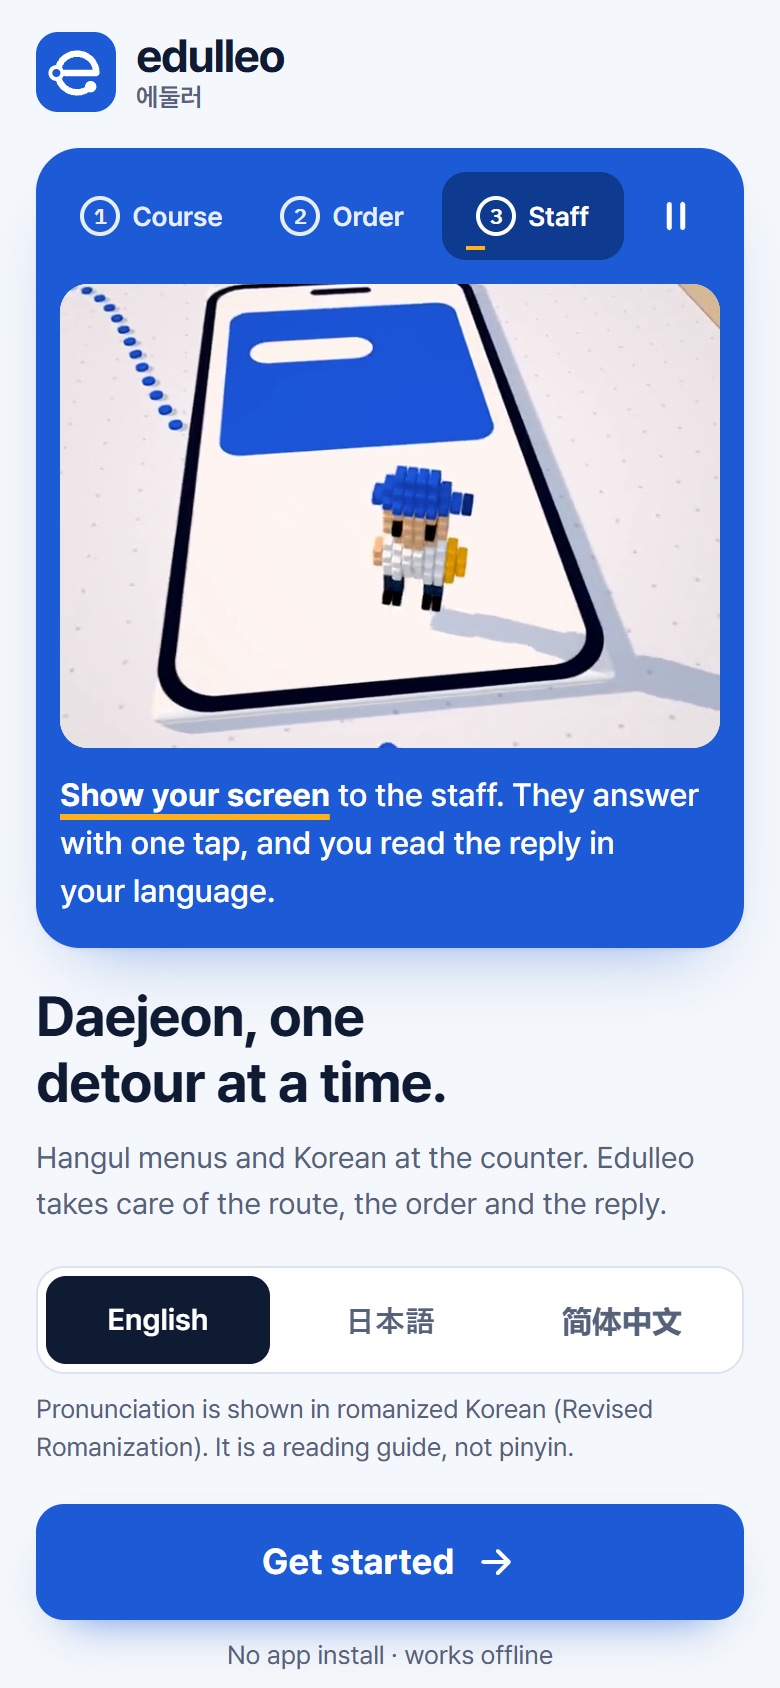 edulleo
에둘러
1 Course
2 Order
3 Staff
Show your screen to the staff. They answer
with one tap, and you read the reply in
your language.
Daejeon, one
detour at a time.
Hangul menus and Korean at the counter. Edulleo
takes care of the route, the order and the reply.
English
日本語
简体中文
Pronunciation is shown in romanized Korean (Revised
Romanization). It is a reading guide, not pinyin.
Get started →
No app install · works offline